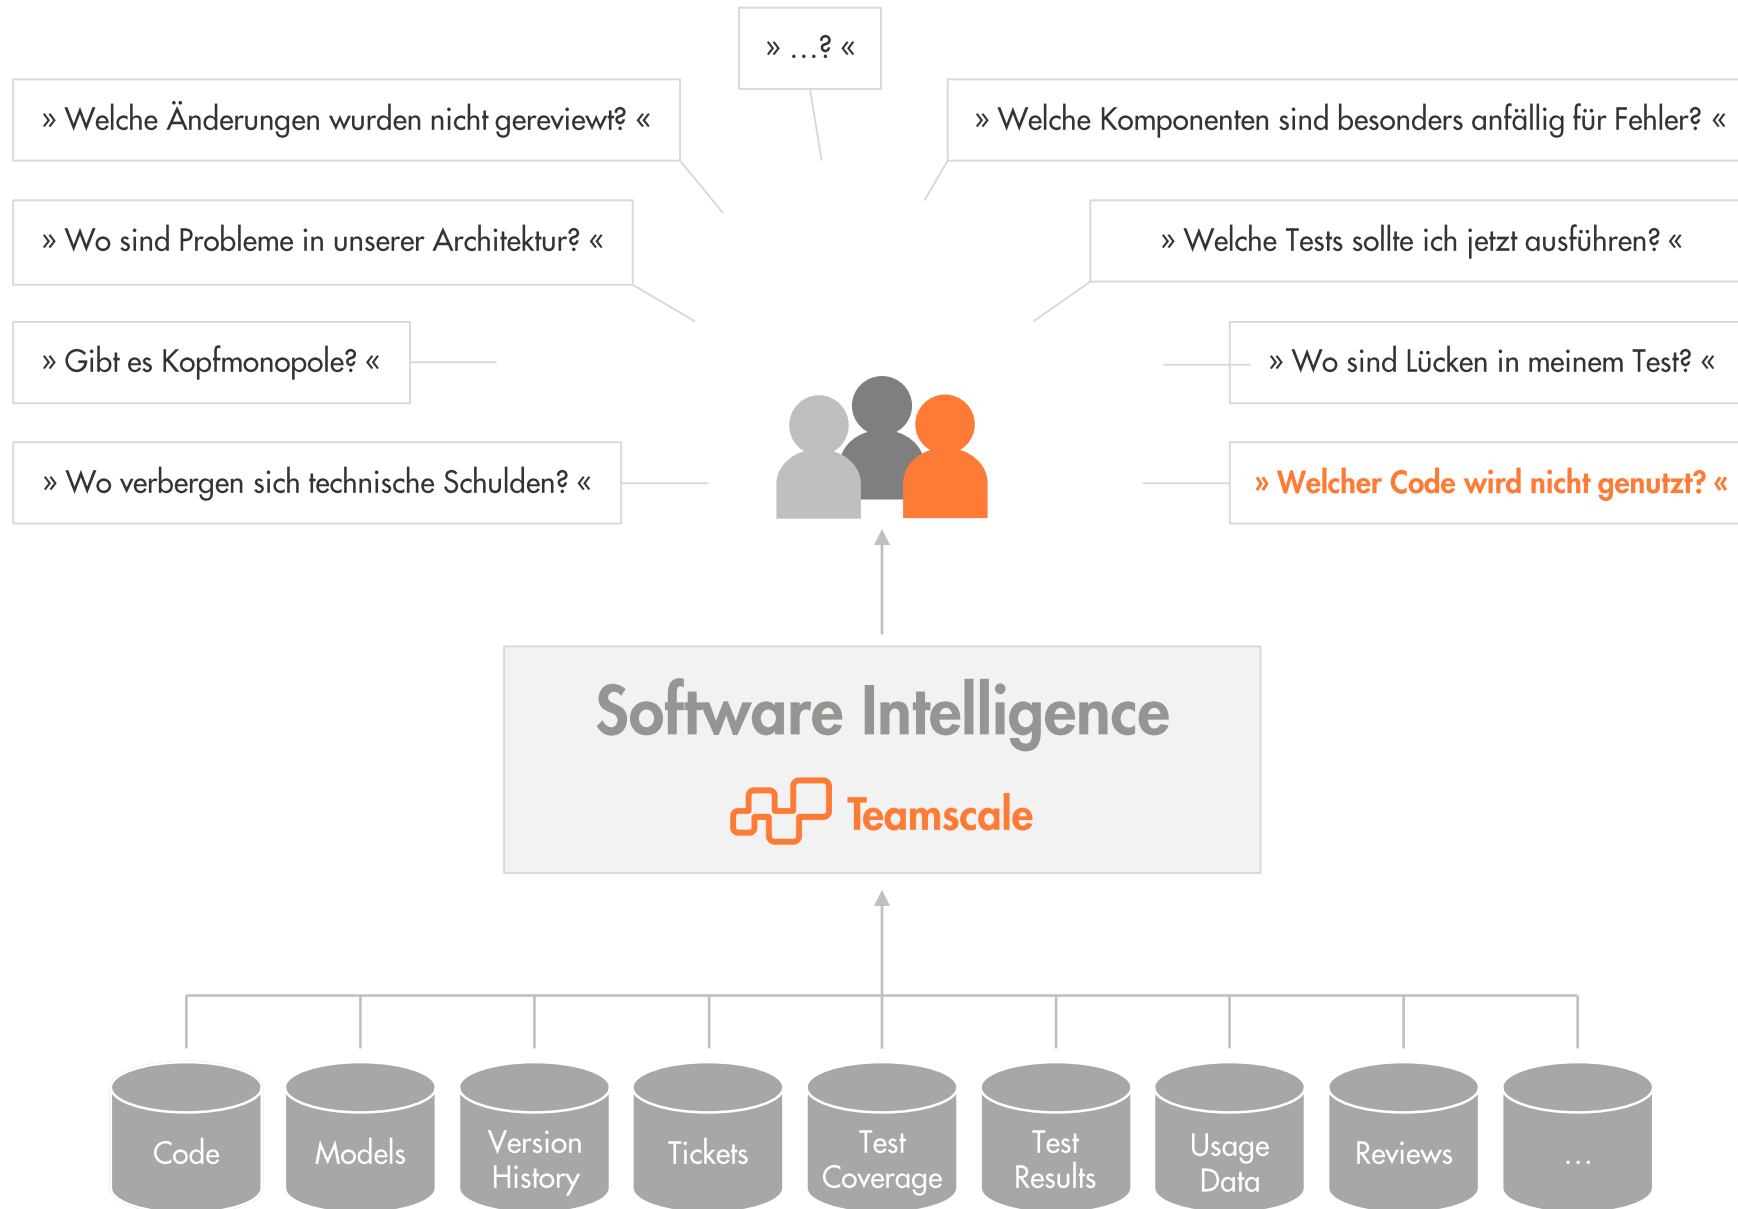 » …? «
» Welche Änderungen wurden nicht gereviewt? «
» Welche Komponenten sind besonders anfällig für Fehler? «
» Wo sind Probleme in unserer Architektur? «
» Welche Tests sollte ich jetzt ausführen? «
» Gibt es Kopfmonopole? «
» Wo sind Lücken in meinem Test? «
» Wo verbergen sich technische Schulden? «
» Welcher Code wird nicht genutzt? «
Software Intelligence
Teamscale
Code
Models
Version
History
Tickets
Test
Coverage
Test
Results
Usage
Data
Reviews
…